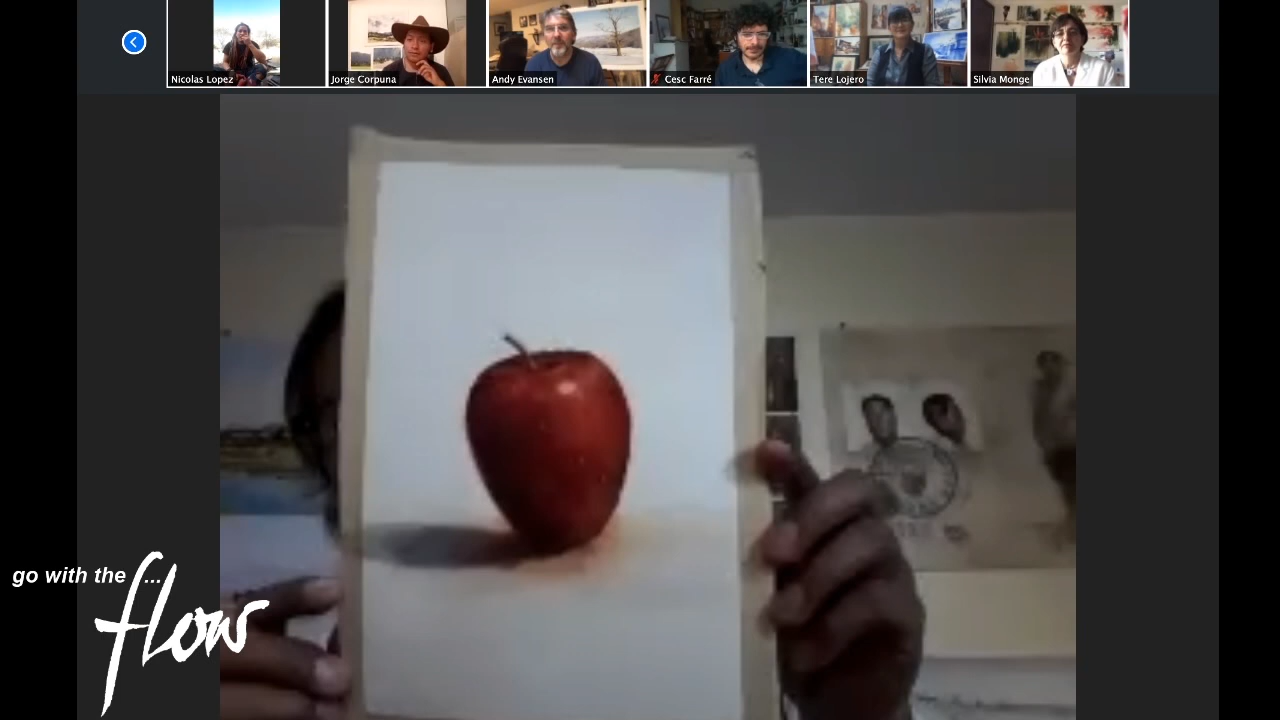 Nicolas Lopez
Jorge Corpuna
Andy Evansen
Cesc Farré
Tere Lojero
Silvia Monge
go with the ...
flow